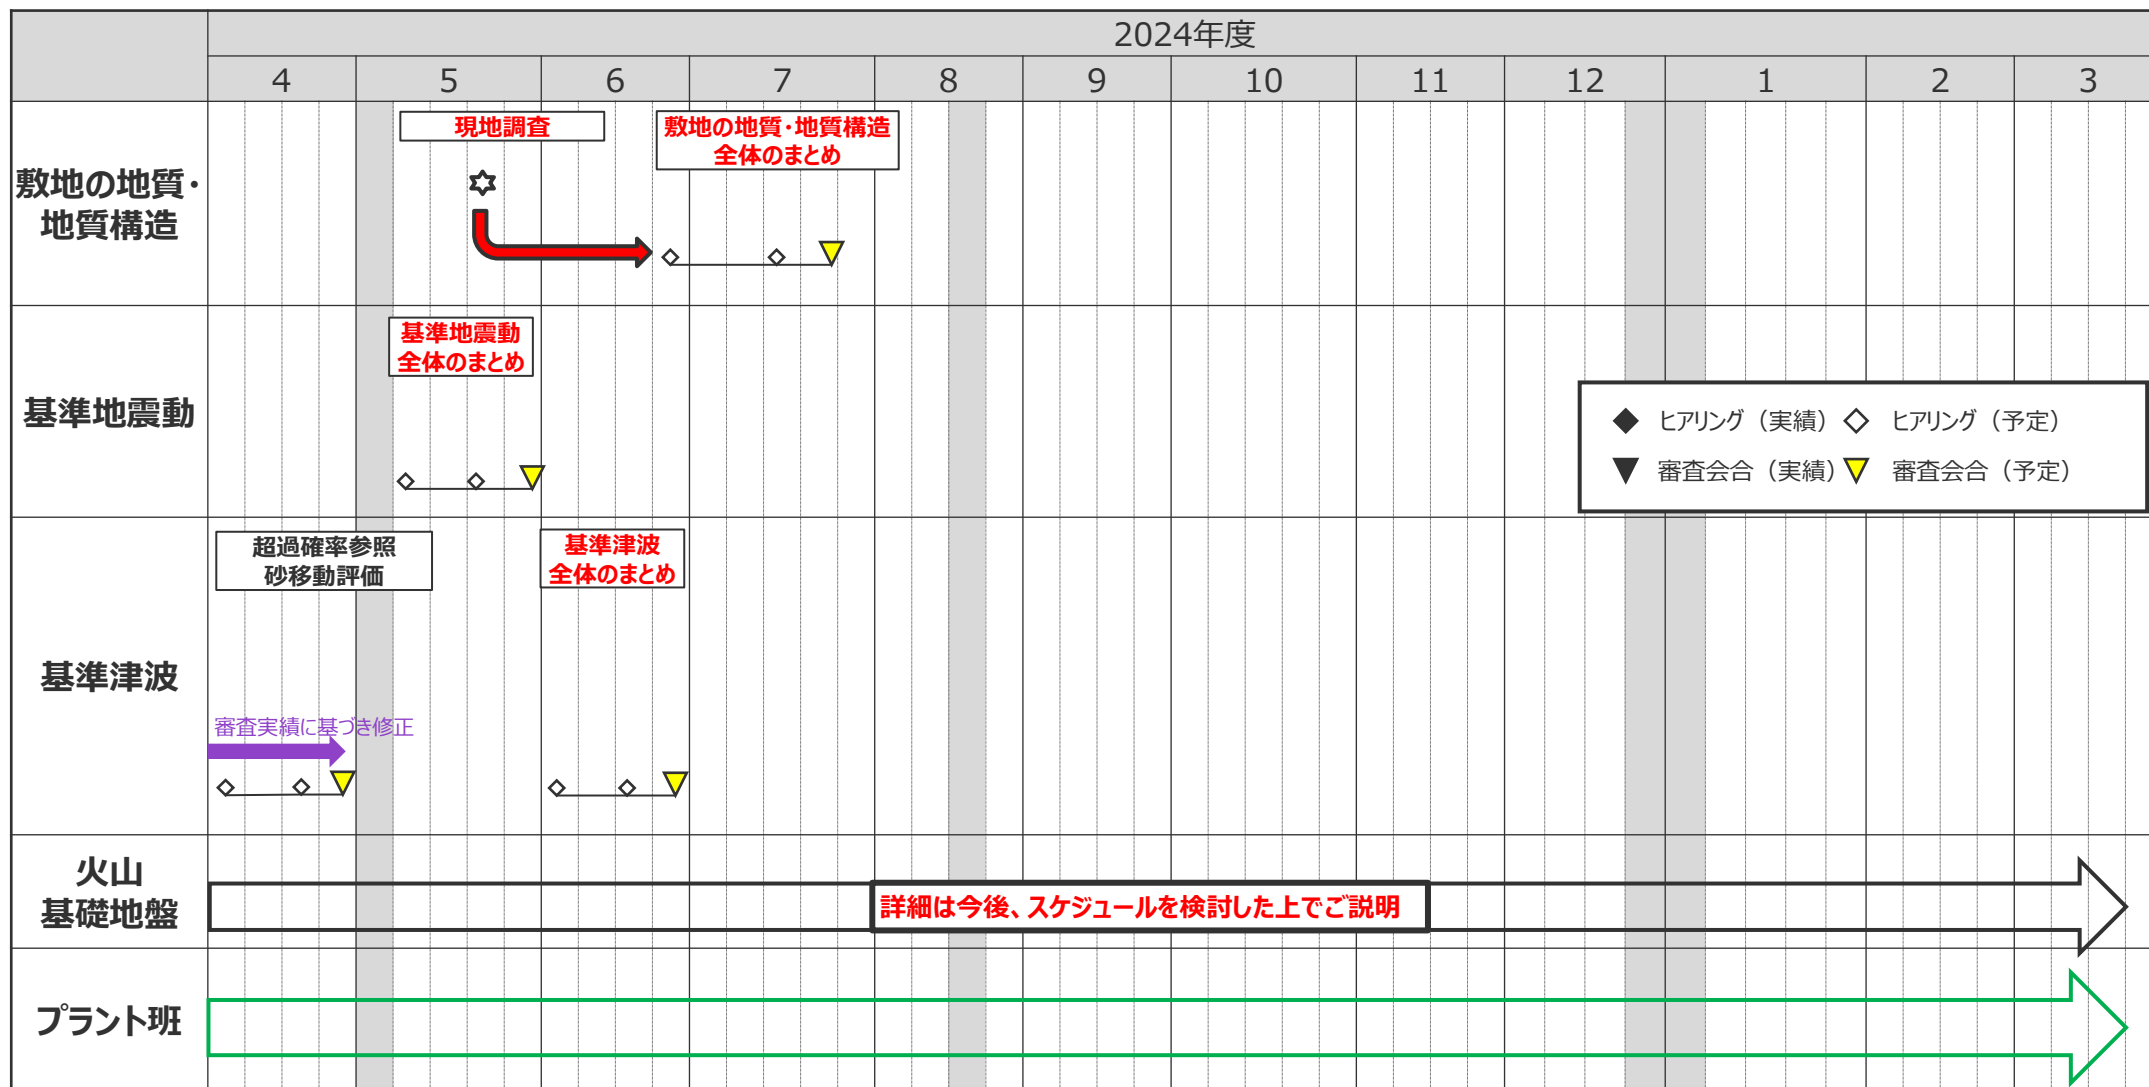 2024年度
4 5 6 7 8 9 10 11 12 1 2 3
敷地の地質・
地質構造
現地調査
敷地の地質・地質構造
全体のまとめ
基準地震動
基準地震動
全体のまとめ
◆ ヒアリング（実績） ◇ ヒアリング（予定）
▼ 審査会合（実績） ▽ 審査会合（予定）
基準津波
超過確率参照
砂移動評価
基準津波
全体のまとめ
審査実績に基づき修正
火山
基礎地盤
詳細は今後、スケジュールを検討した上でご説明
プラント班